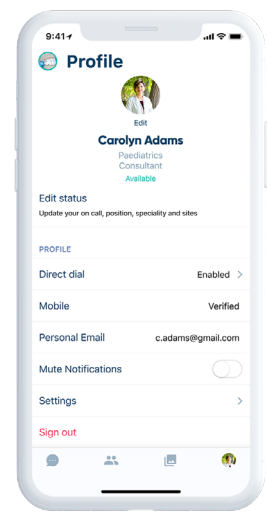 9:41
Profile
Edit
Carolyn Adams
Paediatrics
Consultant
Available
Edit status
Update your on call, position, speciality and sites
PROFILE
Direct dial Enabled
Mobile Verified
Personal Email c.adams@gmail.com
Mute Notifications
Settings
Sign out